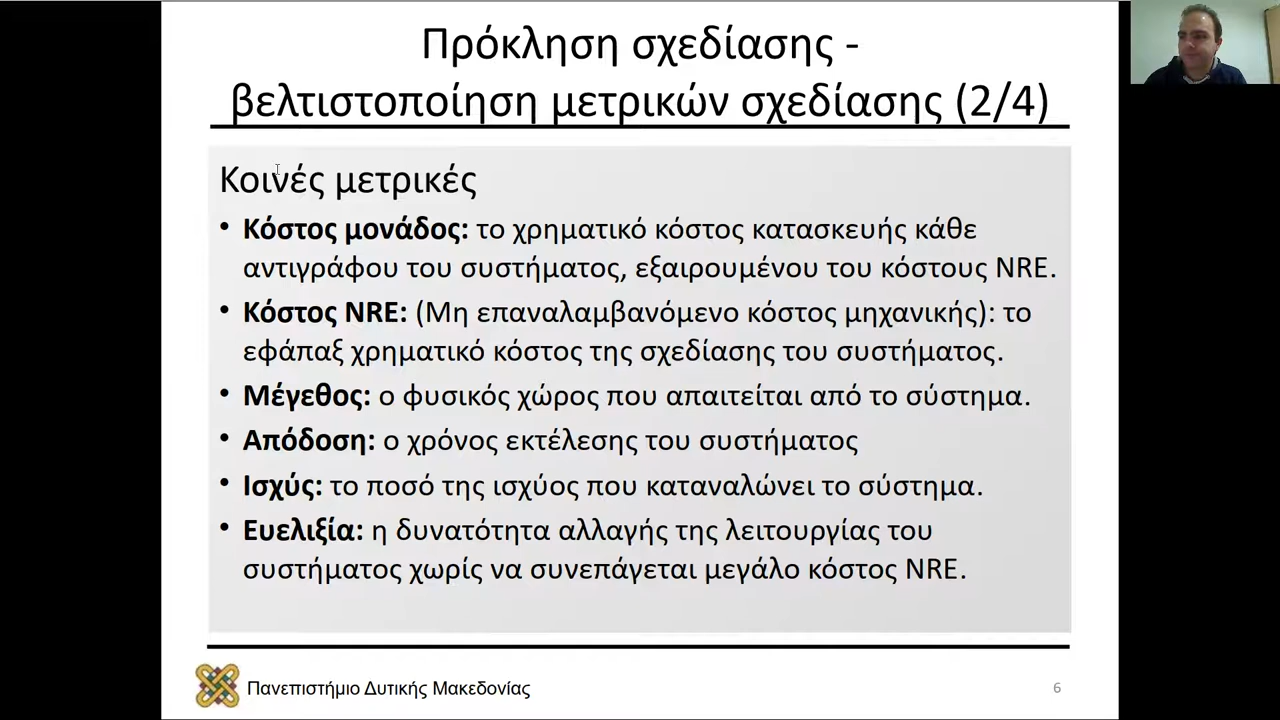 Πρόκληση σχεδίασης -
βελτιστοποίηση μετρικών σχεδίασης (2/4)
Κοινές μετρικές
• Κόστος μονάδος: το χρηματικό κόστος κατασκευής κάθε
αντιγράφου του συστήματος, εξαιρουμένου του κόστους NRE.
• Κόστος NRE: (Μη επαναλαμβανόμενο κόστος μηχανικής): το
εφάπαξ χρηματικό κόστος της σχεδίασης του συστήματος.
• Μέγεθος: ο φυσικός χώρος που απαιτείται από το σύστημα.
• Απόδοση: ο χρόνος εκτέλεσης του συστήματος
• Ισχύς: το ποσό της ισχύος που καταναλώνει το σύστημα.
• Ευελιξία: η δυνατότητα αλλαγής της λειτουργίας του
συστήματος χωρίς να συνεπάγεται μεγάλο κόστος NRE.
Πανεπιστήμιο Δυτικής Μακεδονίας
6